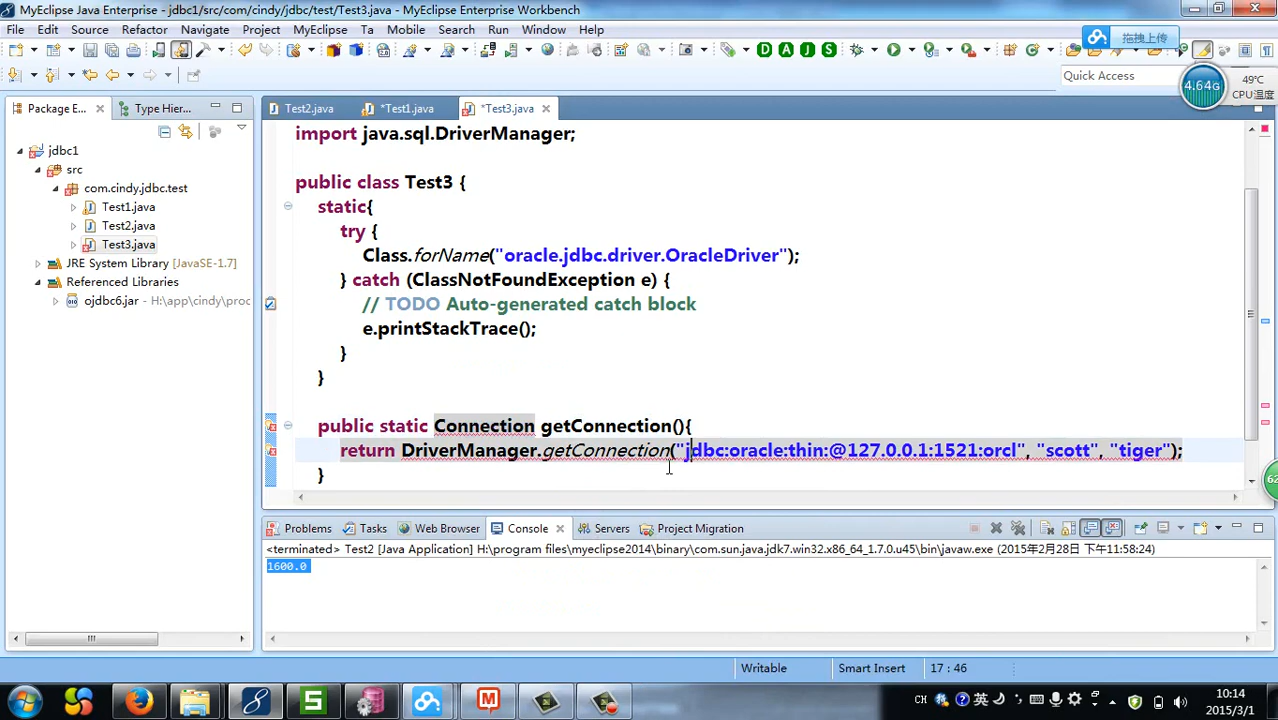 MyEclipse Java Enterprise - jdbc1/src/com/cindy/jdbc/test/Test3.java - MyEclipse Enterprise Workbench
File Edit Source Refactor Navigate Project MyEclipse Ta Mobile Search Run Window Help
拖拽上传
Quick Access
4.64G
49℃
CPU温度
Package E... Type Hier...
Test2.java *Test1.java *Test3.java
jdbc1
src
com.cindy.jdbc.test
Test1.java
Test2.java
Test3.java
JRE System Library [JavaSE-1.7]
Referenced Libraries
ojdbc6.jar - H:\app\cindy\proc
import java.sql.DriverManager;
public class Test3 {
static{
try {
Class.forName("oracle.jdbc.driver.OracleDriver");
} catch (ClassNotFoundException e) {
// TODO Auto-generated catch block
e.printStackTrace();
}
}
public static Connection getConnection(){
return DriverManager.getConnection("jdbc:oracle:thin:@127.0.0.1:1521:orcl", "scott", "tiger");
}
62
Problems Tasks Web Browser Console Servers Project Migration
<terminated> Test2 [Java Application] H:\program files\myeclipse2014\binary\com.sun.java.jdk7.win32.x86_64_1.7.0.u45\bin\javaw.exe (2015年2月28日 下午11:58:24)
1600.0
Writable Smart Insert 17 : 46
CH 英
10:14
2015/3/1